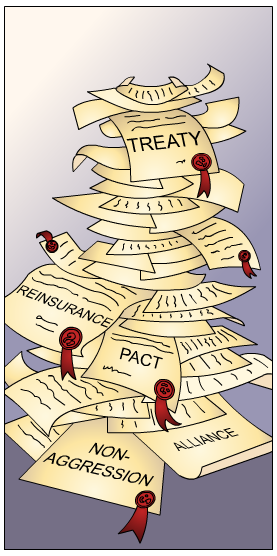 TREATY
REINSURANCE
PACT
NON-
AGGRESSION
ALLIANCE